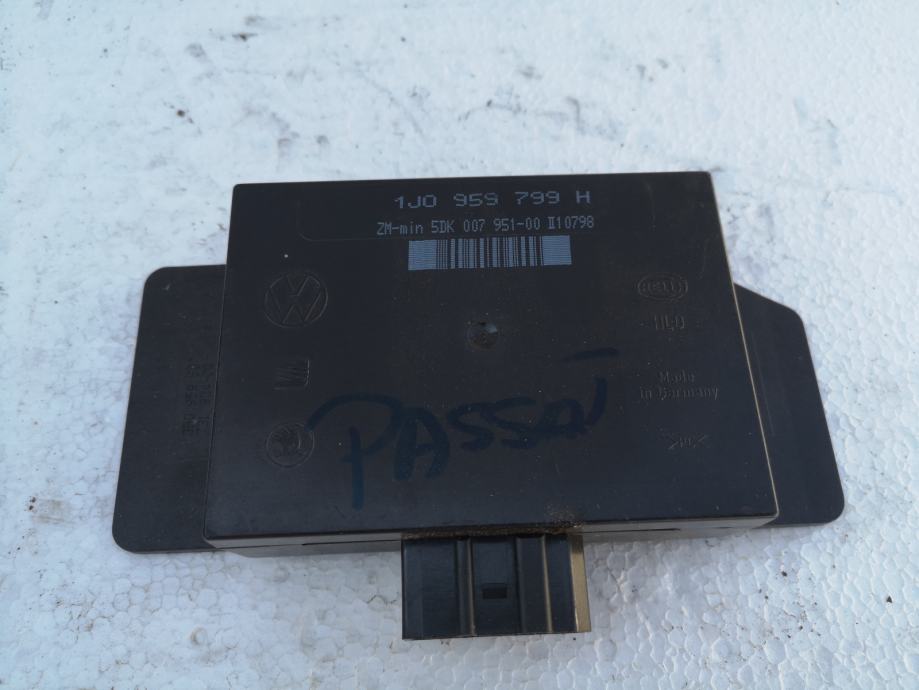 1J0 959 799 H
ZM-min 5DK 007 951-00 II10798
HELLA
Made
in Germany
PASSAT